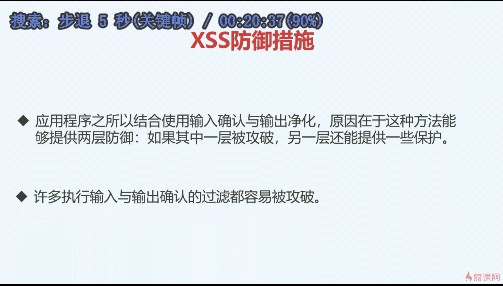 搜索: 步退 5 秒(关键帧) / 00:20:37(90%)
XSS防御措施
◆ 应用程序之所以结合使用输入确认与输出净化，原因在于这种方法能
够提供两层防御：如果其中一层被攻破，另一层还能提供一些保护。
◆ 许多执行输入与输出确认的过滤都容易被攻破。
易课网